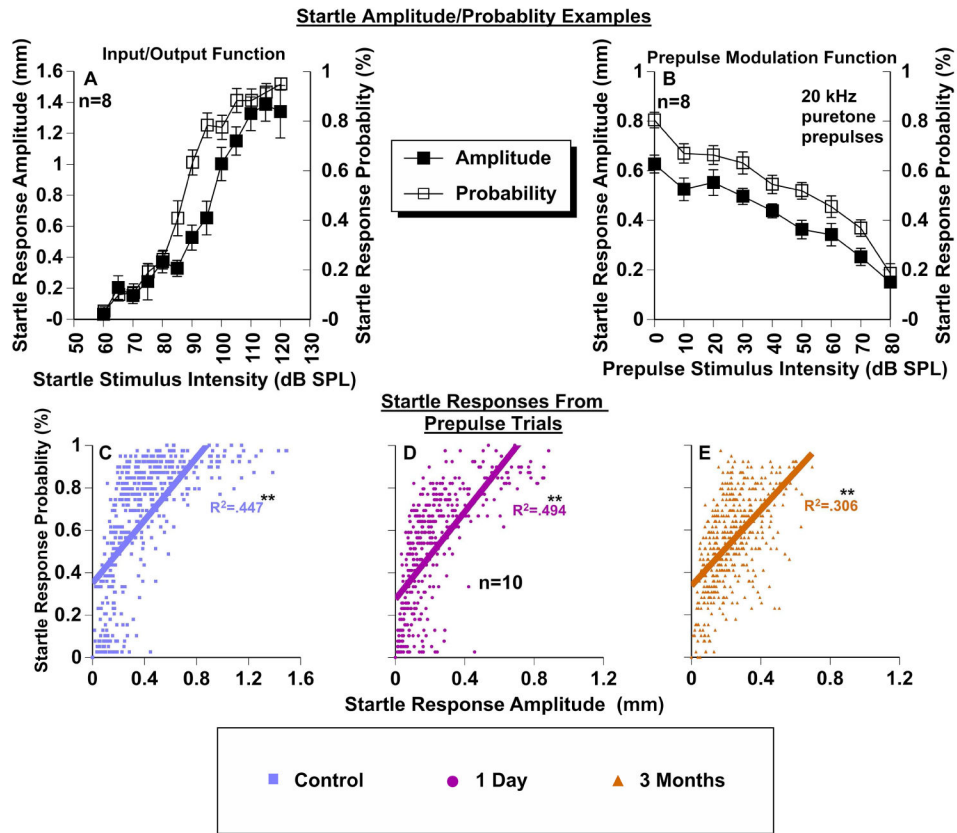 Startle Amplitude/Probablity Examples
Input/Output Function
A
n=8
Startle Response Amplitude (mm)
1.6
1.4
1.2
1
0.8
0.6
0.4
0.2
-0
Startle Response Probablity (%)
1
0.8
0.6
0.4
0.2
-0
50
60
70
80
90
100
110
120
130
Startle Stimulus Intensity (dB SPL)
Amplitude
Probability
Prepulse Modulation Function
B
n=8
20 kHz
puretone
prepulses
Startle Response Amplitude (mm)
1
0.8
0.6
0.4
0.2
-0
Startle Response Probablity (%)
1
0.8
0.6
0.4
0.2
-0
0
10
20
30
40
50
60
70
80
Prepulse Stimulus Intensity (dB SPL)
Startle Responses From
Prepulse Trials
Startle Response Probablity (%)
1
0.8
0.6
0.4
0.2
0
C
**
R²=.447
0
0.4
0.8
1.2
1.6
D
**
R²=.494
n=10
0
0.4
0.8
1.2
E
**
R²=.306
0
0.4
0.8
1.2
Startle Response Amplitude (mm)
Control
1 Day
3 Months